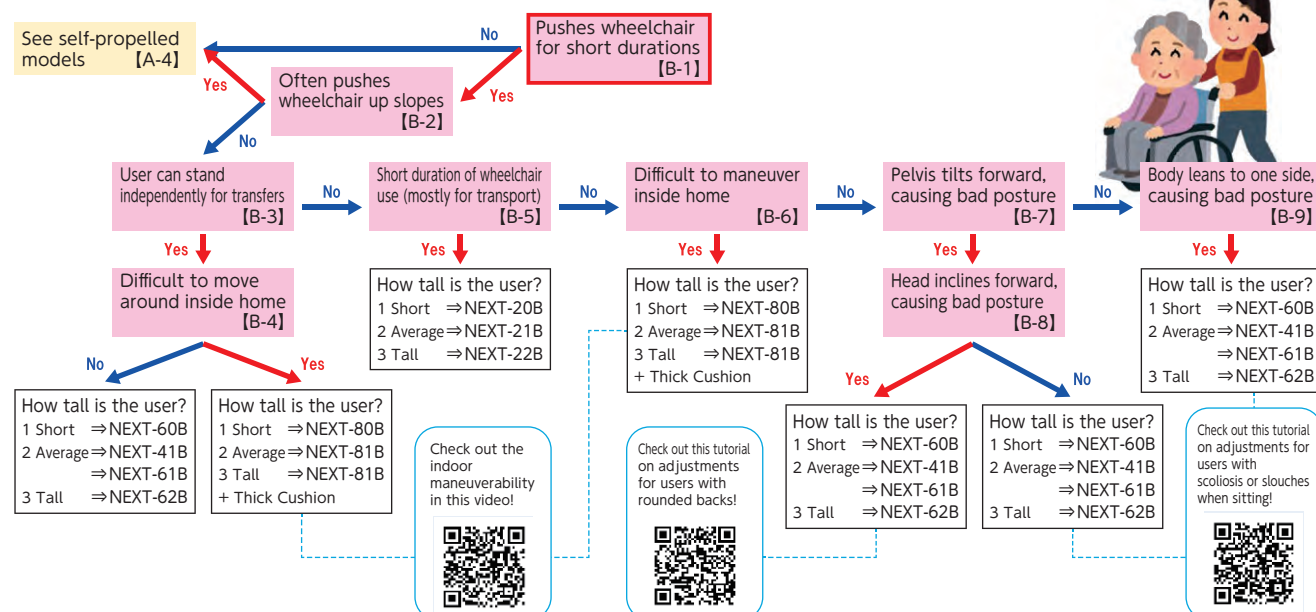 See self-propelled
models 【A-4】
No
Pushes wheelchair
for short durations
【B-1】
Yes
Yes
Often pushes
wheelchair up slopes
【B-2】
No
User can stand
independently for transfers
【B-3】
No
Short duration of wheelchair
use (mostly for transport)
【B-5】
No
Difficult to maneuver
inside home
【B-6】
No
Pelvis tilts forward,
causing bad posture
【B-7】
No
Body leans to one side,
causing bad posture
【B-9】
Yes
Yes
Yes
Yes
Yes
Difficult to move
around inside home
【B-4】
How tall is the user?
1 Short ⇒NEXT-20B
2 Average⇒NEXT-21B
3 Tall ⇒NEXT-22B
How tall is the user?
1 Short ⇒NEXT-80B
2 Average⇒NEXT-81B
3 Tall ⇒NEXT-81B
+ Thick Cushion
Head inclines forward,
causing bad posture
【B-8】
How tall is the user?
1 Short ⇒NEXT-60B
2 Average⇒NEXT-41B
⇒NEXT-61B
3 Tall ⇒NEXT-62B
No
Yes
Yes
No
How tall is the user?
1 Short ⇒NEXT-60B
2 Average⇒NEXT-41B
⇒NEXT-61B
3 Tall ⇒NEXT-62B
How tall is the user?
1 Short ⇒NEXT-80B
2 Average⇒NEXT-81B
3 Tall ⇒NEXT-81B
+ Thick Cushion
Check out the
indoor
maneuverability
in this video!
Check out this tutorial
on adjustments
for users with
rounded backs!
How tall is the user?
1 Short ⇒NEXT-60B
2 Average⇒NEXT-41B
⇒NEXT-61B
3 Tall ⇒NEXT-62B
How tall is the user?
1 Short ⇒NEXT-60B
2 Average⇒NEXT-41B
⇒NEXT-61B
3 Tall ⇒NEXT-62B
Check out this tutorial
on adjustments for
users with
scoliosis or slouches
when sitting!